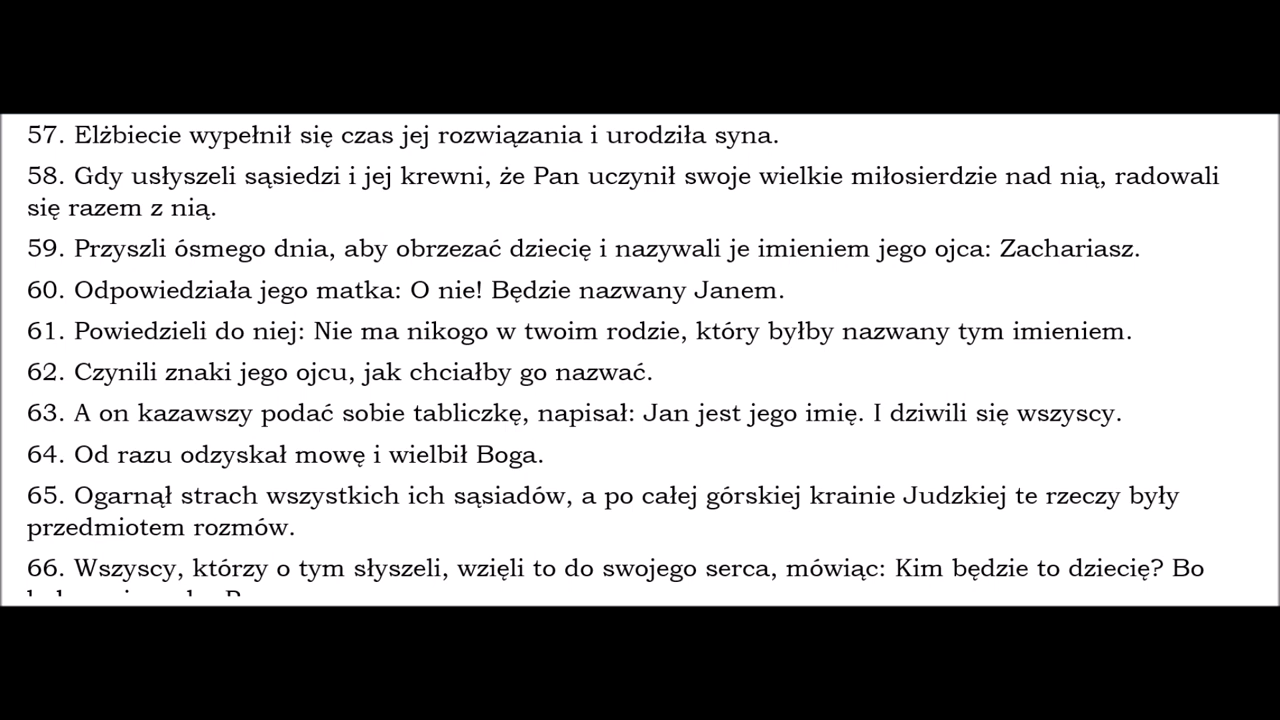 57. Elżbiecie wypełnił się czas jej rozwiązania i urodziła syna.
58. Gdy usłyszeli sąsiedzi i jej krewni, że Pan uczynił swoje wielkie miłosierdzie nad nią, radowali
się razem z nią.
59. Przyszli ósmego dnia, aby obrzezać dziecię i nazywali je imieniem jego ojca: Zachariasz.
60. Odpowiedziała jego matka: O nie! Będzie nazwany Janem.
61. Powiedzieli do niej: Nie ma nikogo w twoim rodzie, który byłby nazwany tym imieniem.
62. Czynili znaki jego ojcu, jak chciałby go nazwać.
63. A on kazawszy podać sobie tabliczkę, napisał: Jan jest jego imię. I dziwili się wszyscy.
64. Od razu odzyskał mowę i wielbił Boga.
65. Ogarnął strach wszystkich ich sąsiadów, a po całej górskiej krainie Judzkiej te rzeczy były
przedmiotem rozmów.
66. Wszyscy, którzy o tym słyszeli, wzięli to do swojego serca, mówiąc: Kim będzie to dziecię? Bo